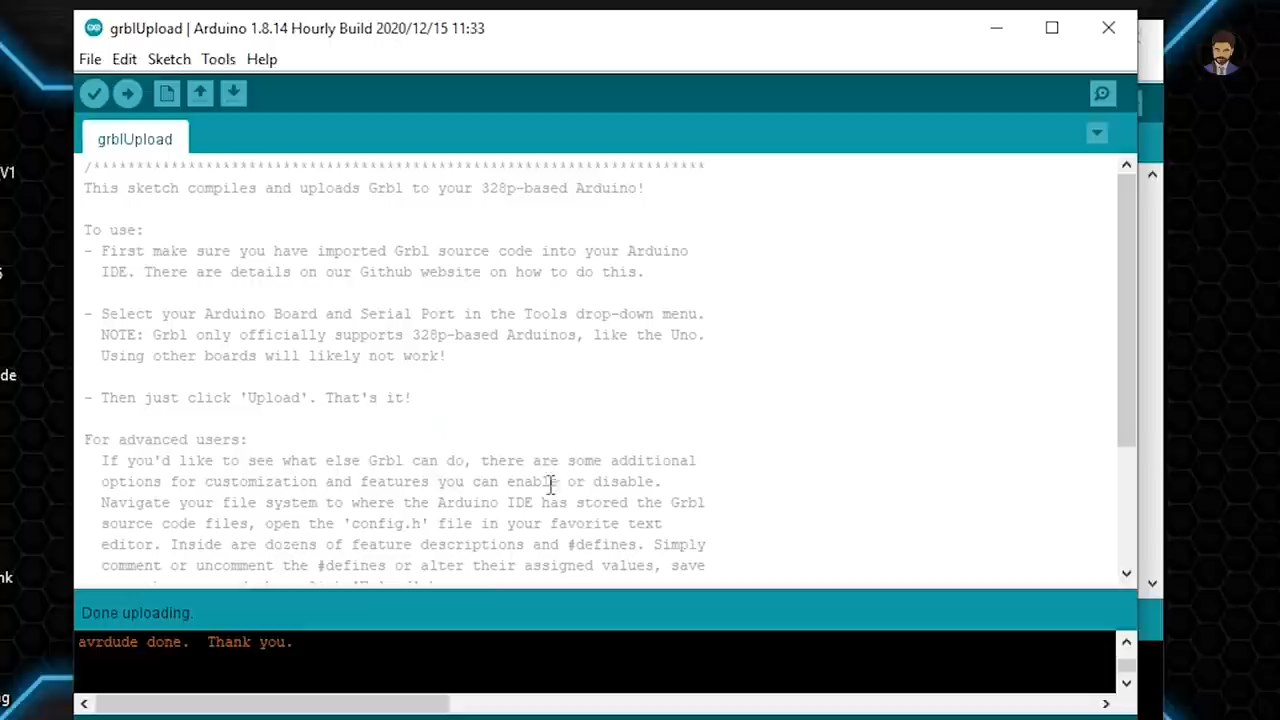 grblUpload | Arduino 1.8.14 Hourly Build 2020/12/15 11:33
File Edit Sketch Tools Help
grblUpload
/***********************************************************************
This sketch compiles and uploads Grbl to your 328p-based Arduino!
To use:
- First make sure you have imported Grbl source code into your Arduino
IDE. There are details on our Github website on how to do this.
- Select your Arduino Board and Serial Port in the Tools drop-down menu.
NOTE: Grbl only officially supports 328p-based Arduinos, like the Uno.
Using other boards will likely not work!
- Then just click 'Upload'. That's it!
For advanced users:
If you'd like to see what else Grbl can do, there are some additional
options for customization and features you can enable or disable.
Navigate your file system to where the Arduino IDE has stored the Grbl
source code files, open the 'config.h' file in your favorite text
editor. Inside are dozens of feature descriptions and #defines. Simply
comment or uncomment the #defines or alter their assigned values, save
Done uploading.
avrdude done.  Thank you.
V1
de
nk